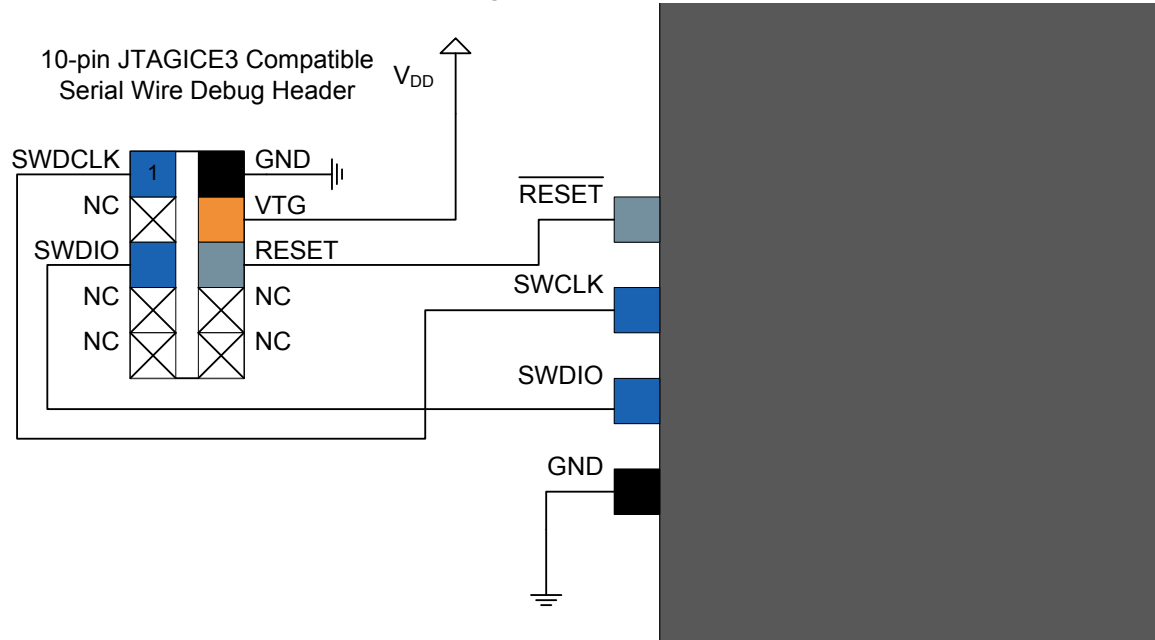 10-pin JTAGICE3 Compatible
Serial Wire Debug Header
VDD
SWDCLK
1
GND
NC
VTG
SWDIO
RESET
NC
NC
NC
NC
RESET
SWCLK
SWDIO
GND